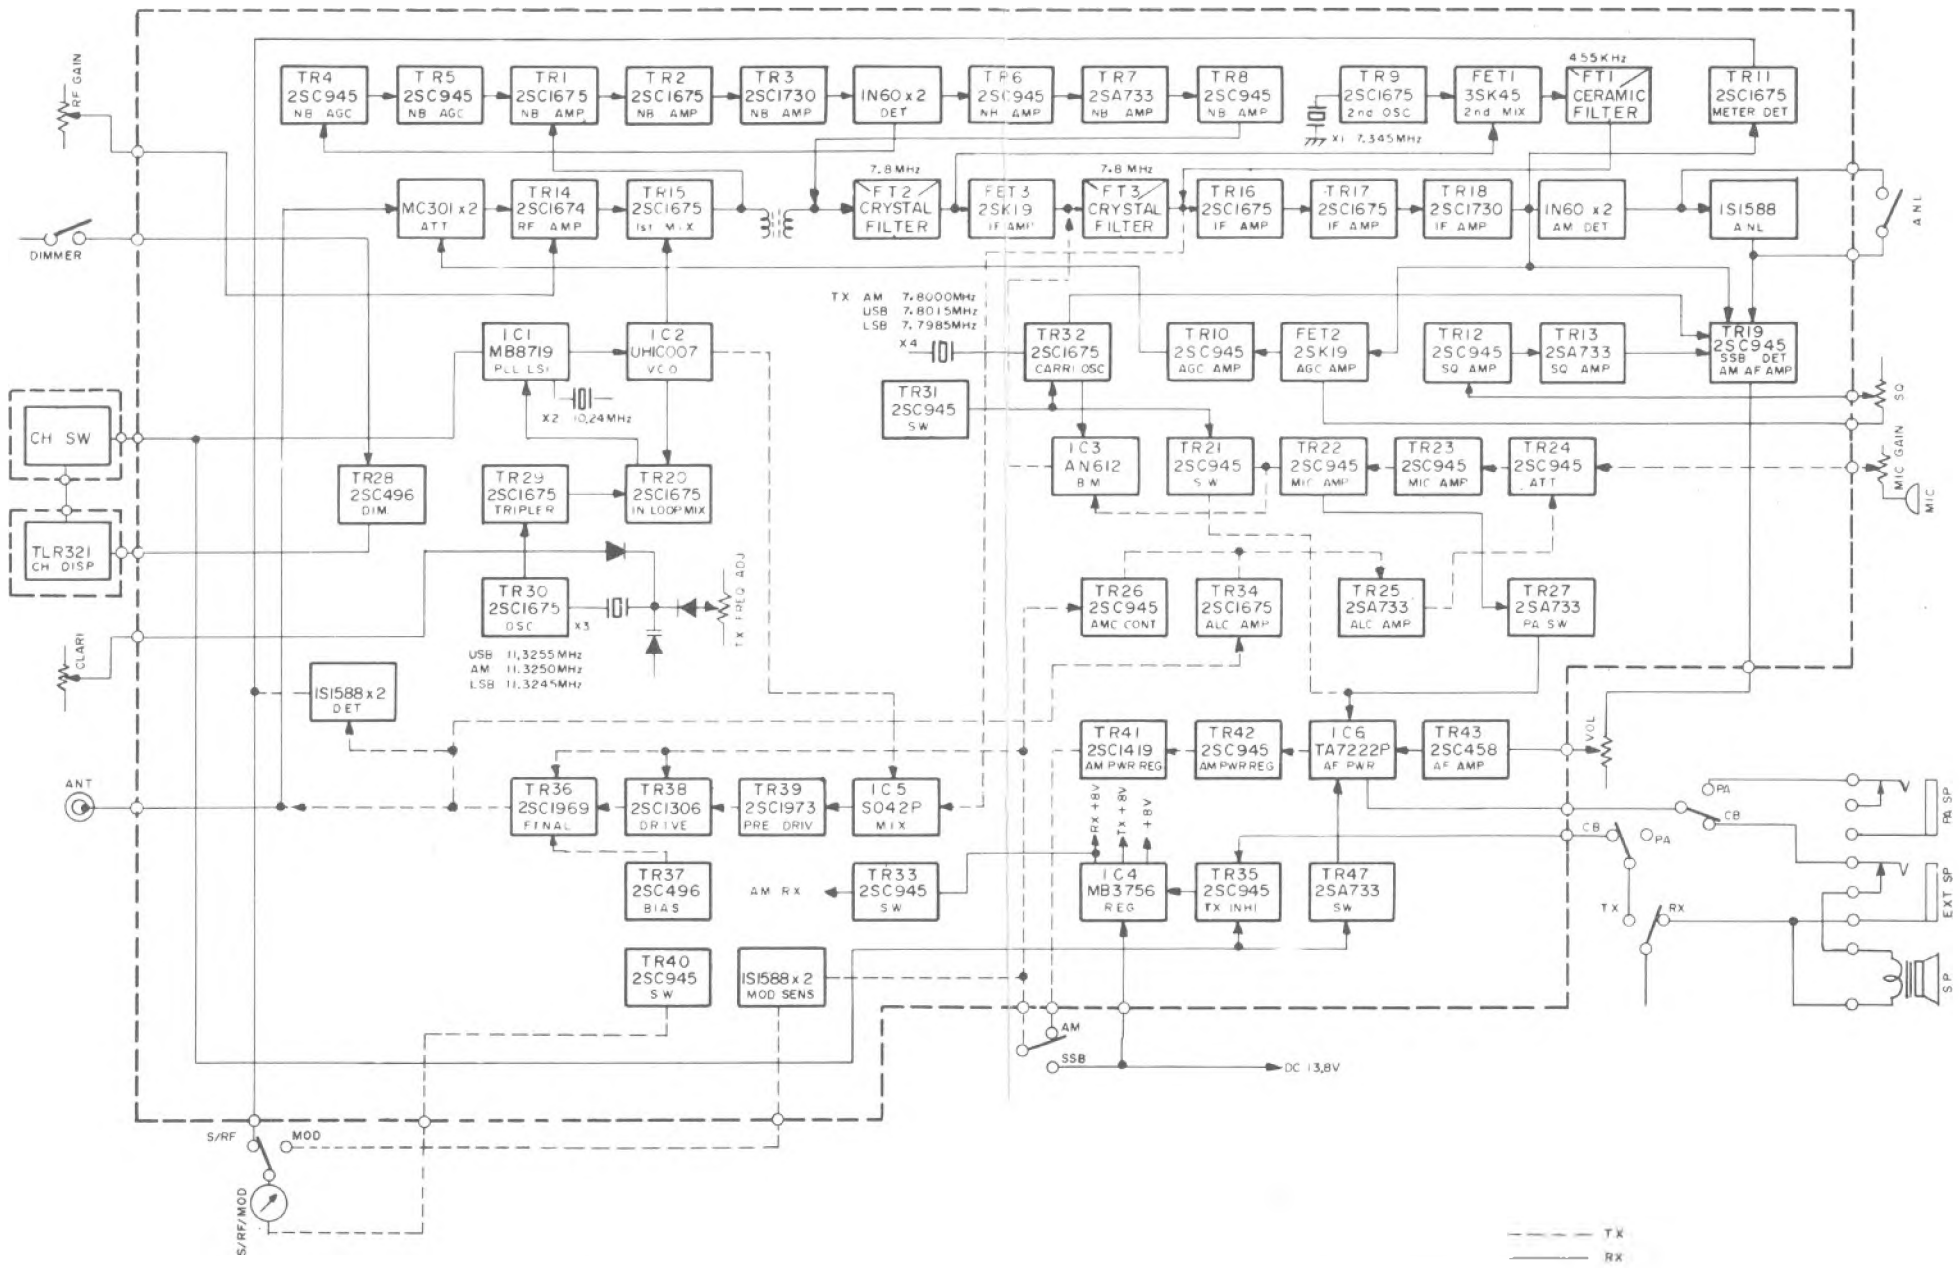 RF GAIN
TR4
2SC945
NB AGC
TR5
2SC945
NB AGC
TR1
2SC1675
NB AMP
TR2
2SC1675
NB AMP
TR3
2SC1730
NB AMP
IN60 x 2
DET
TR6
2SC945
NH AMP
TR7
2SA733
NB AMP
TR8
2SC945
NB AMP
TR9
2SC1675
2nd OSC
X1 7.345MHz
FET1
3SK45
2nd MIX
455KHz
FT1
CERAMIC
FILTER
TR11
2SC1675
METER DET
DIMMER
MC301 x 2
ATT
TR14
2SC1674
RF AMP
TR15
2SC1675
1st MIX
7.8MHz
FT2
CRYSTAL
FILTER
FET3
2SK19
IF AMP
7.8 MHz
FT3
CRYSTAL
FILTER
TR16
2SC1675
IF AMP
TR17
2SC1675
IF AMP
TR18
2SC1730
IF AMP
IN60 x 2
AM DET
IS1588
ANL
A N L
TX AM 7.8000MHz
USB 7.8015MHz
LSB 7.7985MHz
X4
IC1
MB8719
PLL LSI
X2 10.24MHz
IC2
UHIC007
VCO
TR32
2SC1675
CARRI OSC
TR10
2SC945
AGC AMP
FET2
2SK19
AGC AMP
TR12
2SC945
SQ AMP
TR13
2SA733
SQ AMP
TR19
2SC945
SSB DET
AM AF AMP
SQ
TR31
2SC945
SW
CH SW
TR28
2SC496
DIM.
TR29
2SC1675
TRIPLER
TR20
2SC1675
IN LOOP MIX
IC3
AN612
BM
TR21
2SC945
SW
TR22
2SC945
MIC AMP
TR23
2SC945
MIC AMP
TR24
2SC945
ATT
MIC GAIN
MIC
TLR321
CH DISP
TR30
2SC1675
OSC
X3
TX FREQ ADJ
USB 11.3255MHz
AM 11.3250MHz
LSB 11.3245MHz
TR26
2SC945
AMC CONT
TR34
2SC1675
ALC AMP
TR25
2SA733
ALC AMP
TR27
2SA733
PA SW
CLARI
IS1588 x 2
DET
TR41
2SC1419
AM PWR REG
TR42
2SC945
AM PWR REG
IC6
TA7222P
AF PWR
TR43
2SC458
AF AMP
VOL
ANT
TR36
2SC1969
FINAL
TR38
2SC1306
DRIVE
TR39
2SC1973
PRE DRIV
IC5
SO42P
MIX
RX +8V
TX +8V
+8V
PA
CB
PA SP
CB
PA
TR37
2SC496
BIAS
AM RX
TR33
2SC945
SW
IC4
MB3756
REG
TR35
2SC945
TX INHI
TR47
2SA733
SW
TX
RX
EXT SP
TR40
2SC945
SW
IS1588 x 2
MOD SENS
SP
AM
SSB
DC 13.8V
S/RF
MOD
S/RF/MOD
TX
RX